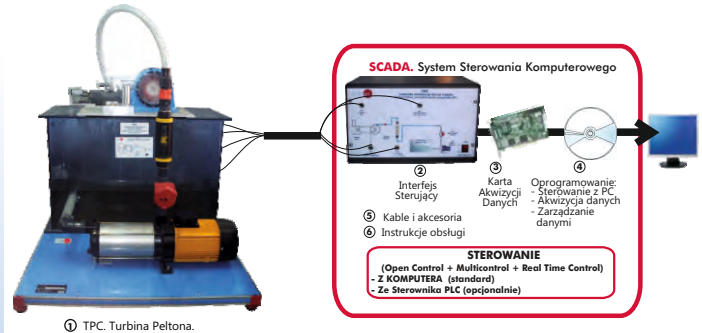 SCADA. System Sterowania Komputerowego
② Interfejs
Sterujący
③ Karta
Akwizycji
Danych
④ Oprogramowanie:
- Sterowanie z PC
- Akwizycja danych
- Zarządzanie
danymi
⑤ Kable i akcesoria
⑥ Instrukcje obsługi
STEROWANIE
(Open Control + Multicontrol + Real Time Control)
- Z KOMPUTERA (standard)
- Ze Sterownika PLC (opcjonalnie)
① TPC. Turbina Peltona.